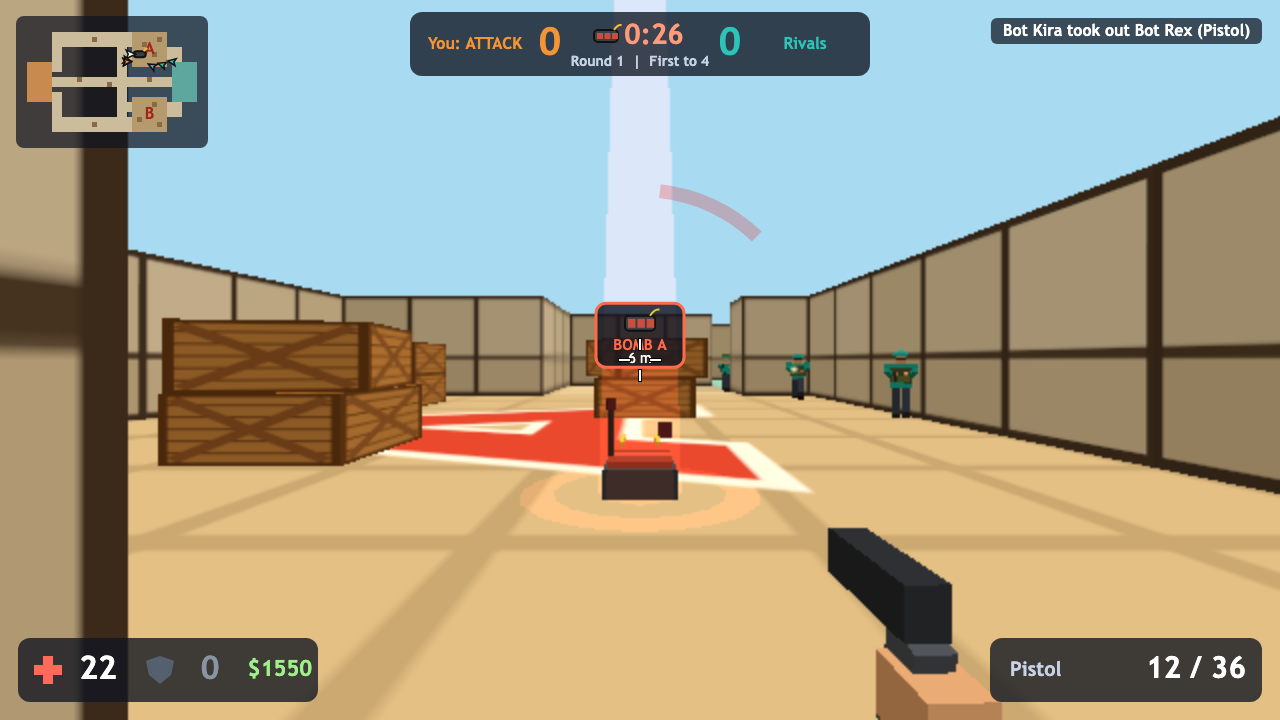 A
B
You: ATTACK
0
0:26
0
Rivals
Round 1 | First to 4
Bot Kira took out Bot Rex (Pistol)
BOMB A
22
0
$1550
Pistol
12 / 36